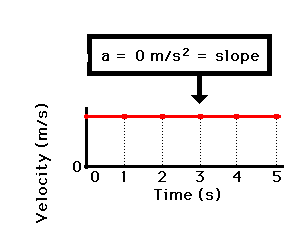 a = 0 m/s² = slope
Velocity (m/s)
0
0 1 2 3 4 5
Time (s)